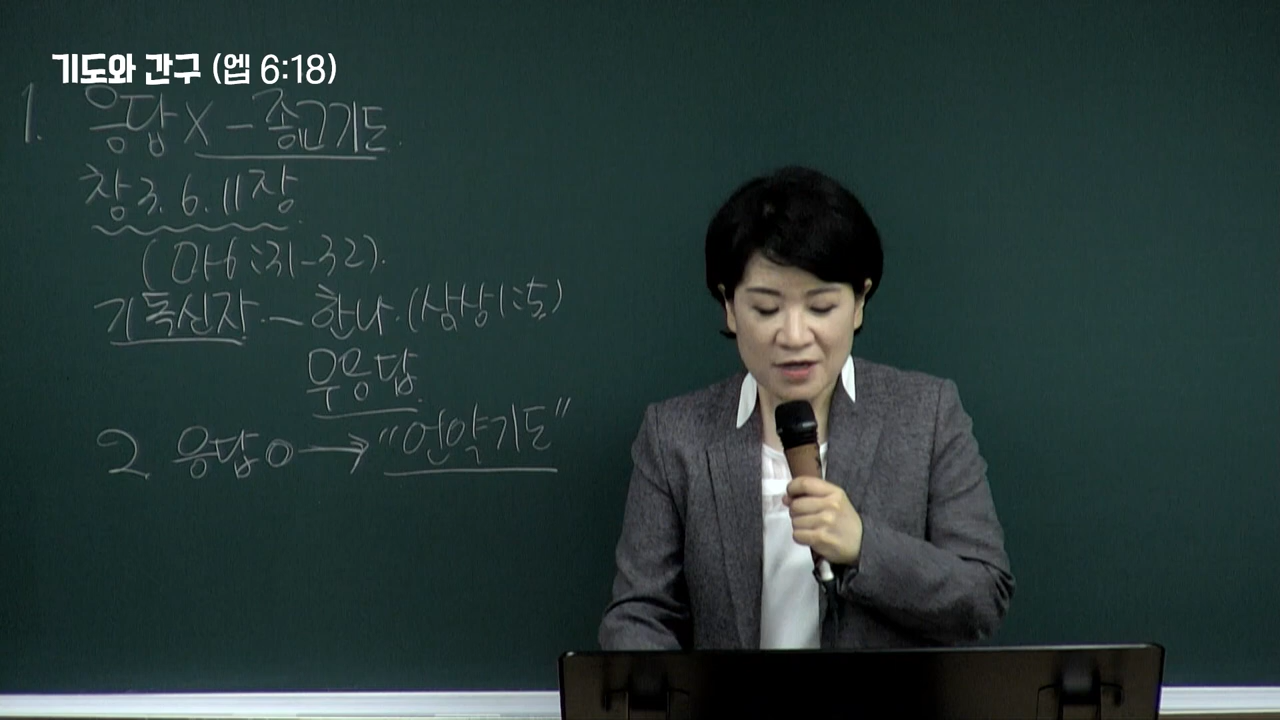 기도와 간구 (엡 6:18)
1. 응답 X - 종교기도.
창 3. 6. 11장.
(마6:31-32).
기독신자. - 한나.(삼상1:5)
무응답.
2. 응답 O → "언약기도"